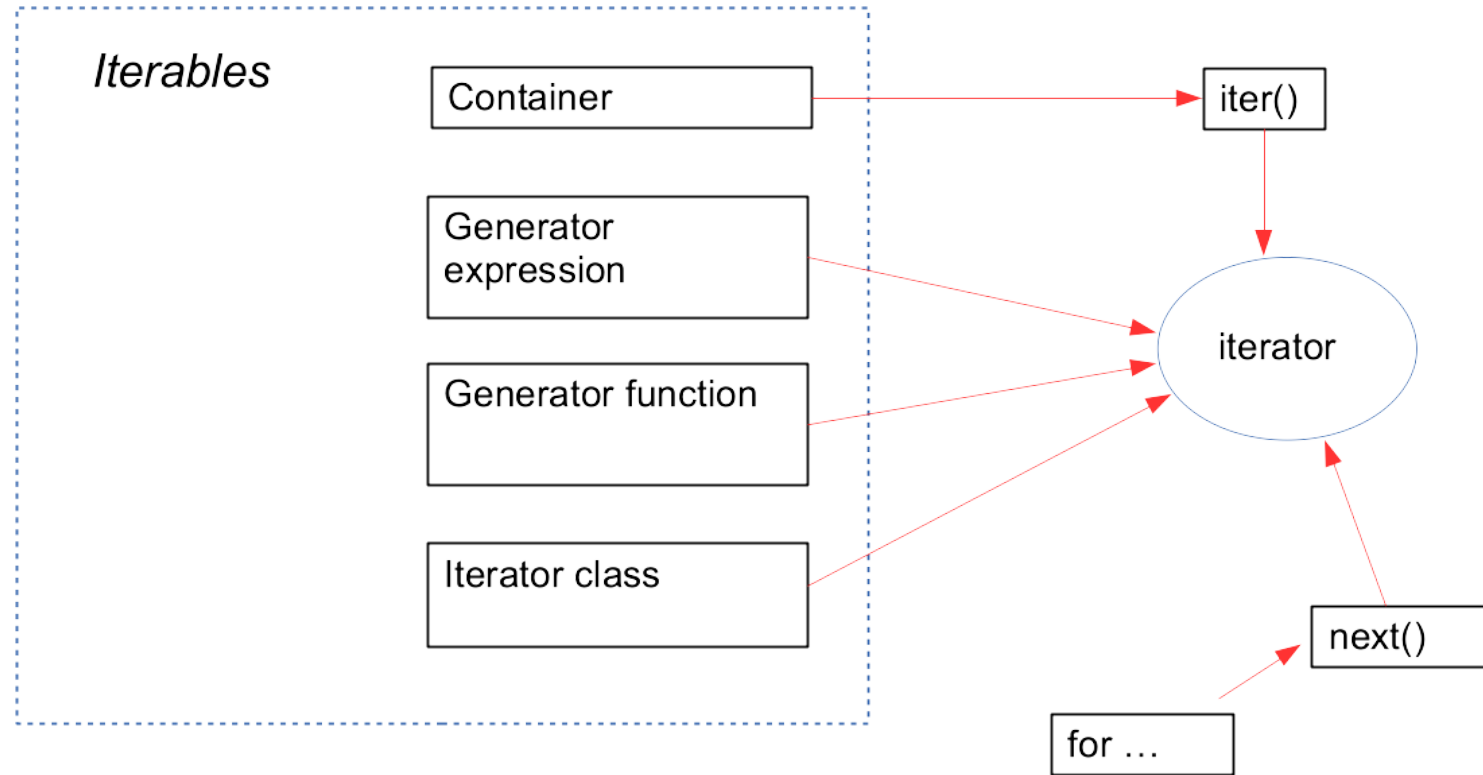 Iterables
Container
iter()
Generator
expression
iterator
Generator function
Iterator class
next()
for …